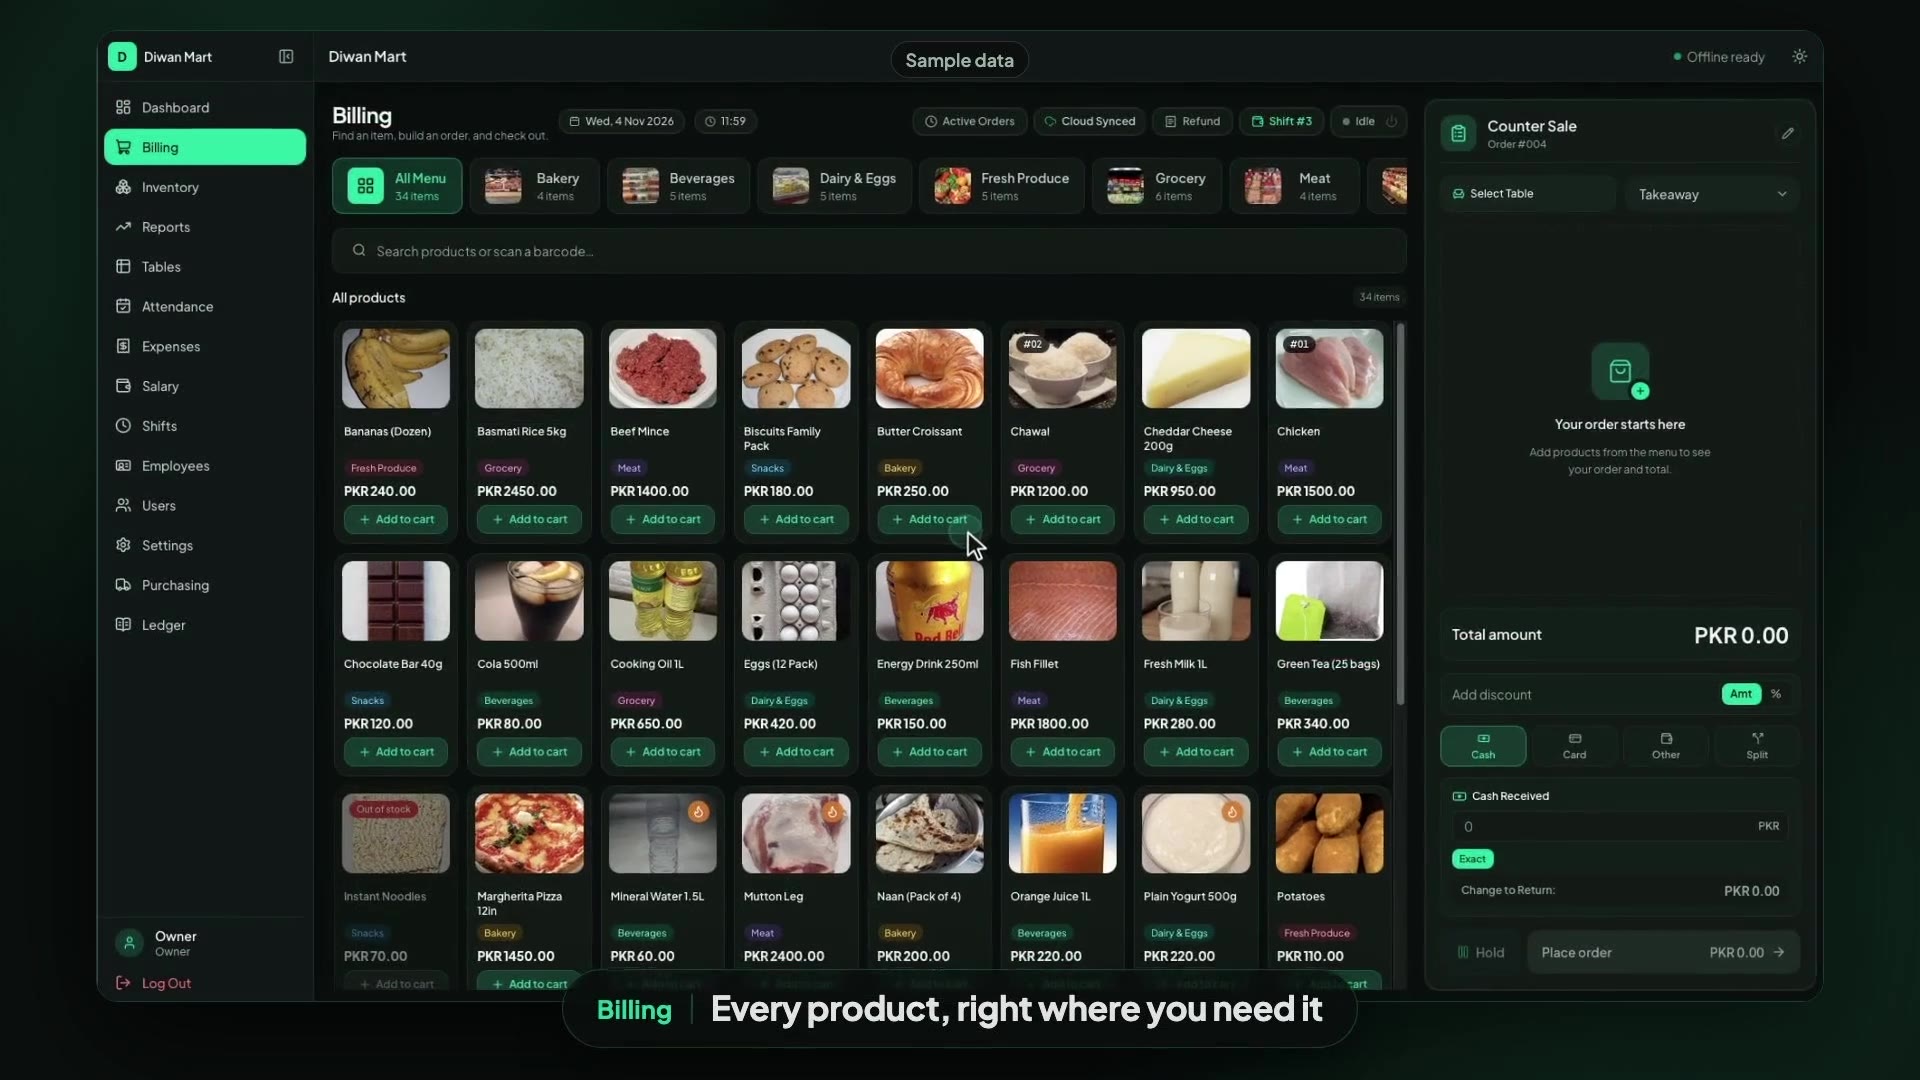 D Diwan Mart
Diwan Mart
Sample data
Offline ready
Dashboard
Billing
Inventory
Reports
Tables
Attendance
Expenses
Salary
Shifts
Employees
Users
Settings
Purchasing
Ledger
Owner
Owner
Log Out
Billing
Find an item, build an order, and check out.
Wed, 4 Nov 2026
11:59
Active Orders
Cloud Synced
Refund
Shift #3
Idle
All Menu
34 items
Bakery
4 items
Beverages
5 items
Dairy & Eggs
5 items
Fresh Produce
5 items
Grocery
6 items
Meat
4 items
Search products or scan a barcode...
All products
34 items
Bananas (Dozen)
Fresh Produce
PKR 240.00
+ Add to cart
Basmati Rice 5kg
Grocery
PKR 2450.00
+ Add to cart
Beef Mince
Meat
PKR 1400.00
+ Add to cart
Biscuits Family
Pack
Snacks
PKR 180.00
+ Add to cart
Butter Croissant
Bakery
PKR 250.00
+ Add to cart
#02
Chawal
Grocery
PKR 1200.00
+ Add to cart
Cheddar Cheese
200g
Dairy & Eggs
PKR 950.00
+ Add to cart
#01
Chicken
Meat
PKR 1500.00
+ Add to cart
Chocolate Bar 40g
Snacks
PKR 120.00
+ Add to cart
Cola 500ml
Beverages
PKR 80.00
+ Add to cart
Cooking Oil 1L
Grocery
PKR 650.00
+ Add to cart
Eggs (12 Pack)
Dairy & Eggs
PKR 420.00
+ Add to cart
Energy Drink 250ml
Beverages
PKR 150.00
+ Add to cart
Fish Fillet
Meat
PKR 1800.00
+ Add to cart
Fresh Milk 1L
Dairy & Eggs
PKR 280.00
+ Add to cart
Green Tea (25 bags)
Beverages
PKR 340.00
+ Add to cart
Out of stock
Instant Noodles
Snacks
PKR 70.00
+ Add to cart
Margherita Pizza
12in
Bakery
PKR 1450.00
+ Add to cart
Mineral Water 1.5L
Beverages
PKR 60.00
Mutton Leg
Meat
PKR 2400.00
Naan (Pack of 4)
Bakery
PKR 200.00
Orange Juice 1L
Beverages
PKR 220.00
Plain Yogurt 500g
Dairy & Eggs
PKR 220.00
Potatoes
Fresh Produce
PKR 110.00
cart
Counter Sale
Order #004
Select Table
Takeaway
Your order starts here
Add products from the menu to see
your order and total.
Total amount
PKR 0.00
Add discount
Amt %
Cash
Card
Other
Split
Cash Received
0 PKR
Exact
Change to Return:
PKR 0.00
Hold
Place order PKR 0.00
Billing | Every product, right where you need it